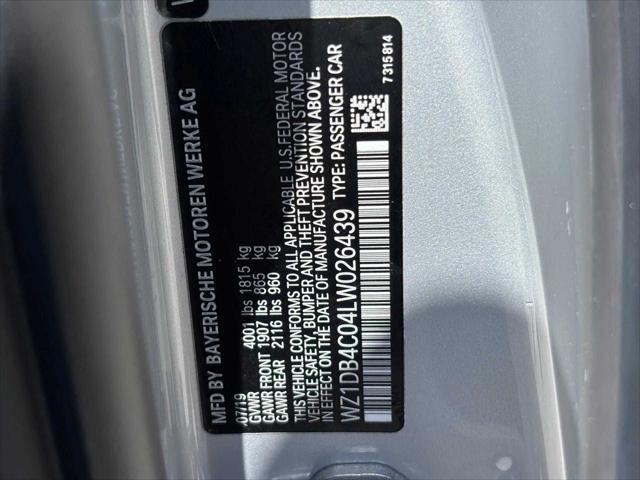 MFD BY BAYERISCHE MOTOREN WERKE AG
07/19
GVWR 4001 lbs 1815 kg
GAWR FRONT 1907 lbs 865 kg
GAWR REAR 2116 lbs 960 kg
THIS VEHICLE CONFORMS TO ALL APPLICABLE U.S. FEDERAL MOTOR
VEHICLE SAFETY, BUMPER AND THEFT PREVENTION STANDARDS
IN EFFECT ON THE DATE OF MANUFACTURE SHOWN ABOVE.
WZ1DB4C04LW026439 TYPE: PASSENGER CAR
7315814